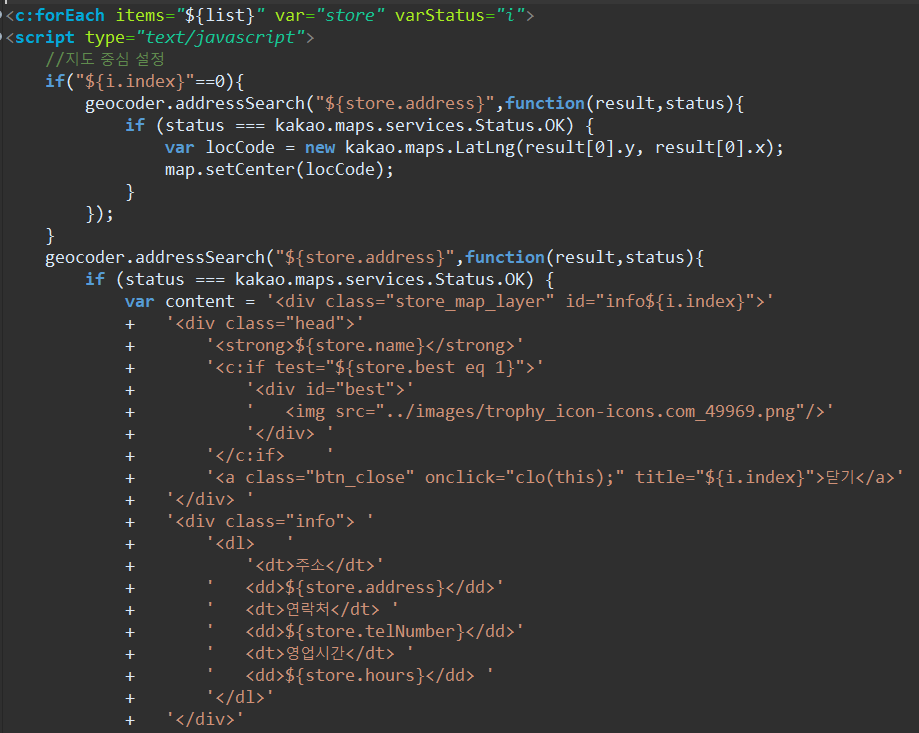 <c:forEach items="${list}" var="store" varStatus="i">
<script type="text/javascript">
    //지도 중심 설정
    if("${i.index}"==0){
        geocoder.addressSearch("${store.address}",function(result,status){
            if (status === kakao.maps.services.Status.OK) {
                var locCode = new kakao.maps.LatLng(result[0].y, result[0].x);
                map.setCenter(locCode);
            }
        });
    }
    geocoder.addressSearch("${store.address}",function(result,status){
        if (status === kakao.maps.services.Status.OK) {
            var content = '<div class="store_map_layer" id="info${i.index}">'
            +   '<div class="head">'
            +       '<strong>${store.name}</strong>'
            +       '<c:if test="${store.best eq 1}">'
            +           '<div id="best">'
            +           '   <img src="../images/trophy_icon-icons.com_49969.png"/>'
            +           '</div> '
            +       '</c:if>    '
            +       '<a class="btn_close" onclick="clo(this);" title="${i.index}">닫기</a>'
            +   '</div> '
            +   '<div class="info"> '
            +       '<dl>   '
            +           '<dt>주소</dt>'
            +       '   <dd>${store.address}</dd>'
            +       '   <dt>연락처</dt> '
            +       '   <dd>${store.telNumber}</dd>'
            +       '   <dt>영업시간</dt> '
            +       '   <dd>${store.hours}</dd> '
            +       '</dl>'
            +   '</div>'